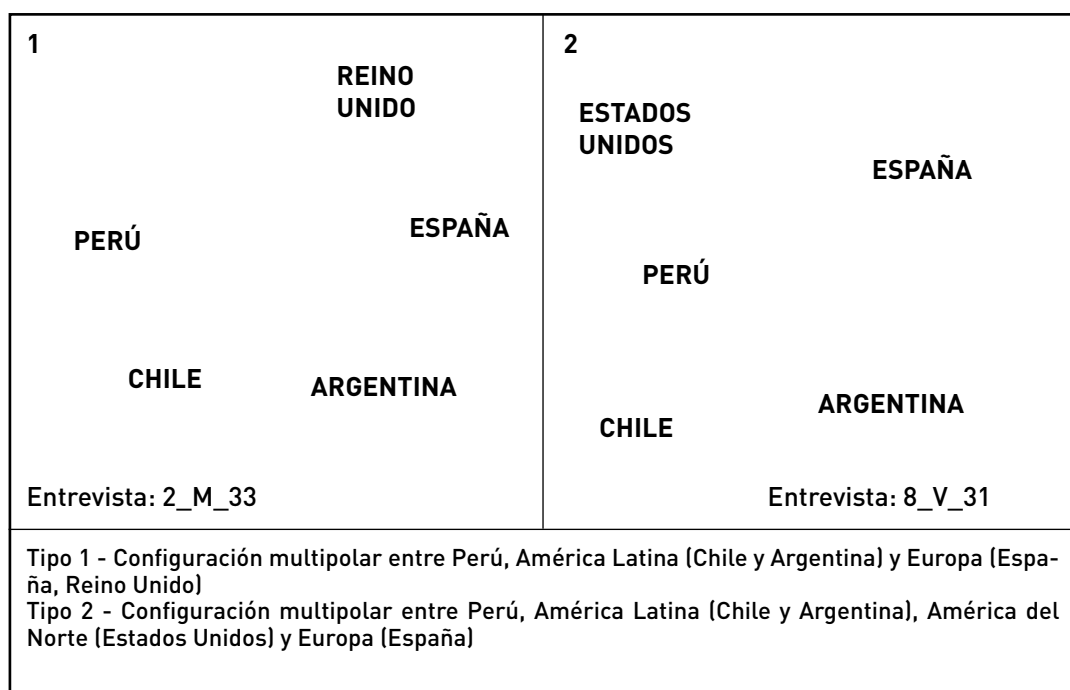 1
REINO
UNIDO
PERÚ
ESPAÑA
CHILE
ARGENTINA
Entrevista: 2_M_33
2
ESTADOS
UNIDOS
ESPAÑA
PERÚ
ARGENTINA
CHILE
Entrevista: 8_V_31
Tipo 1 - Configuración multipolar entre Perú, América Latina (Chile y Argentina) y Europa (Espa-
ña, Reino Unido)
Tipo 2 - Configuración multipolar entre Perú, América Latina (Chile y Argentina), América del
Norte (Estados Unidos) y Europa (España)